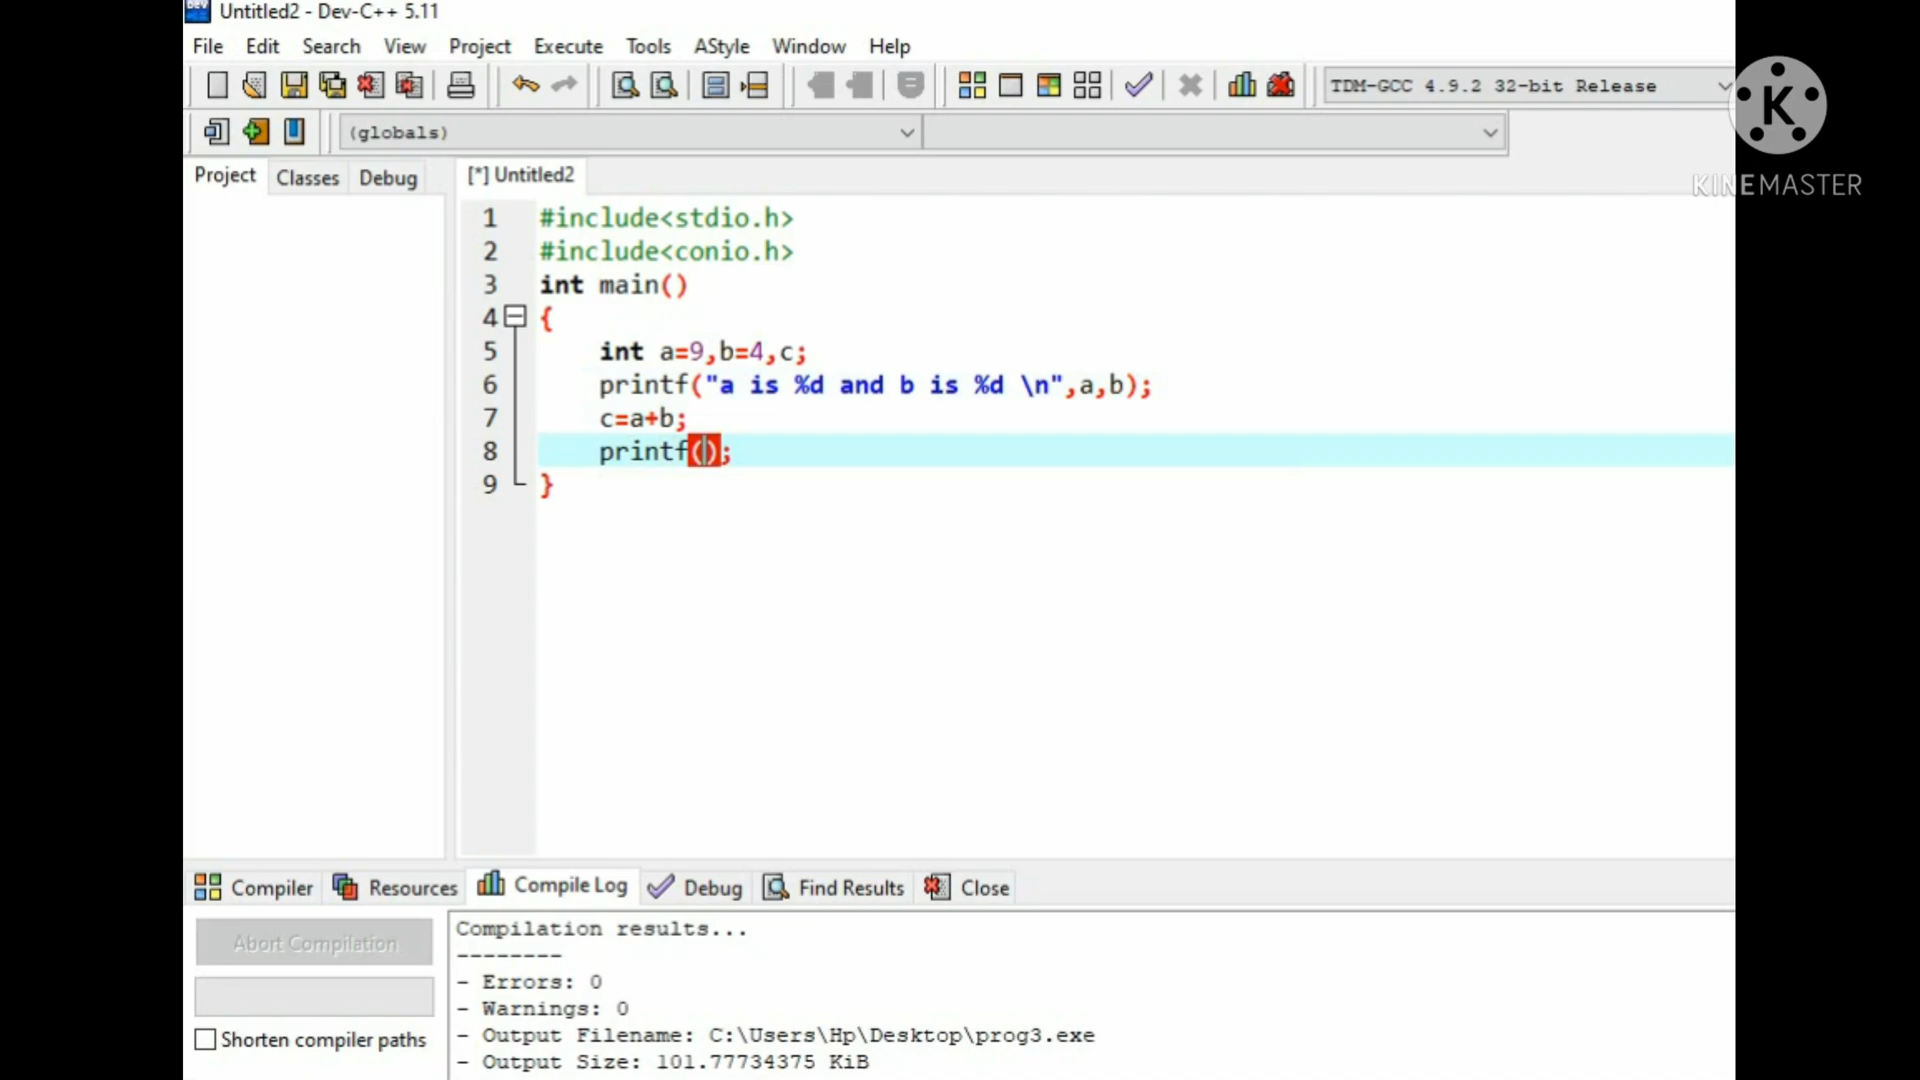 Untitled2 - Dev-C++ 5.11
File Edit Search View Project Execute Tools AStyle Window Help
TDM-GCC 4.9.2 32-bit Release
K
KINEMASTER
(globals)
Project Classes Debug [*] Untitled2
1 #include<stdio.h>
2 #include<conio.h>
3 int main()
4 {
5 int a=9,b=4,c;
6 printf("a is %d and b is %d \n",a,b);
7 c=a+b;
8 printf();
9 }
Compiler Resources Compile Log Debug Find Results Close
Abort Compilation
Shorten compiler paths
Compilation results...
--------
- Errors: 0
- Warnings: 0
- Output Filename: C:\Users\Hp\Desktop\prog3.exe
- Output Size: 101.77734375 KiB